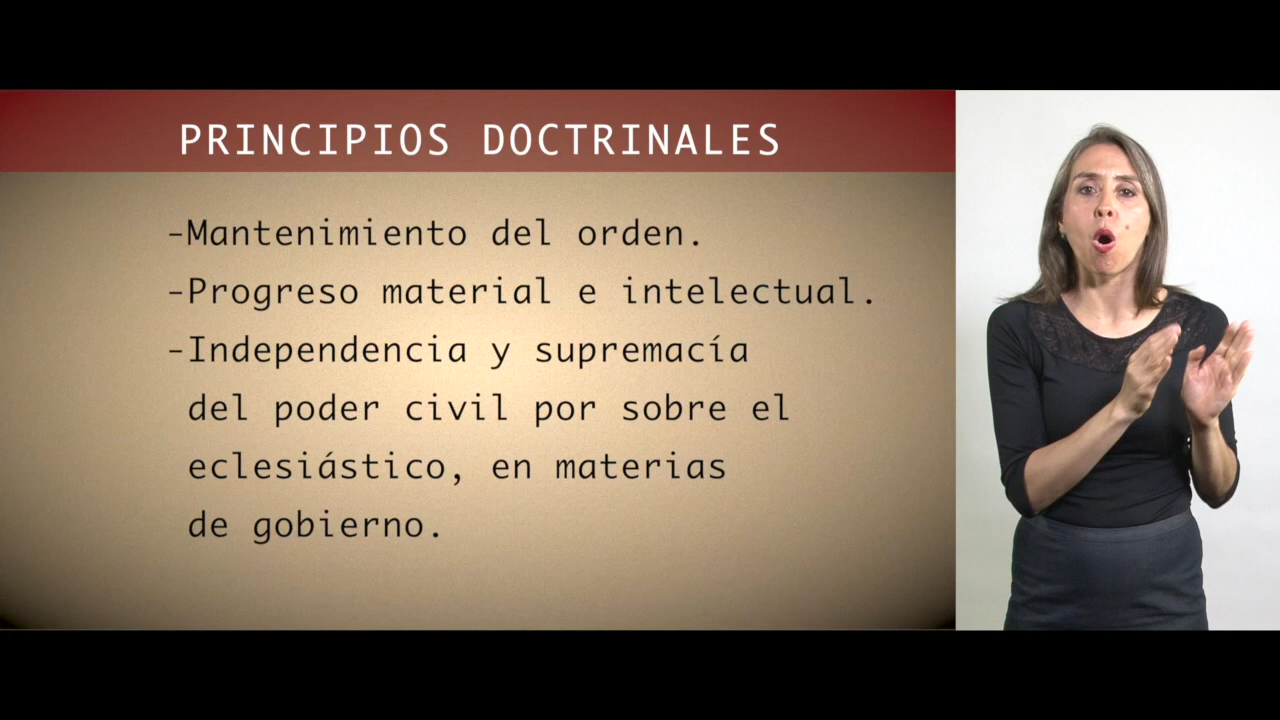 PRINCIPIOS DOCTRINALES
-Mantenimiento del orden.
-Progreso material e intelectual.
-Independencia y supremacía
del poder civil por sobre el
eclesiástico, en materias
de gobierno.